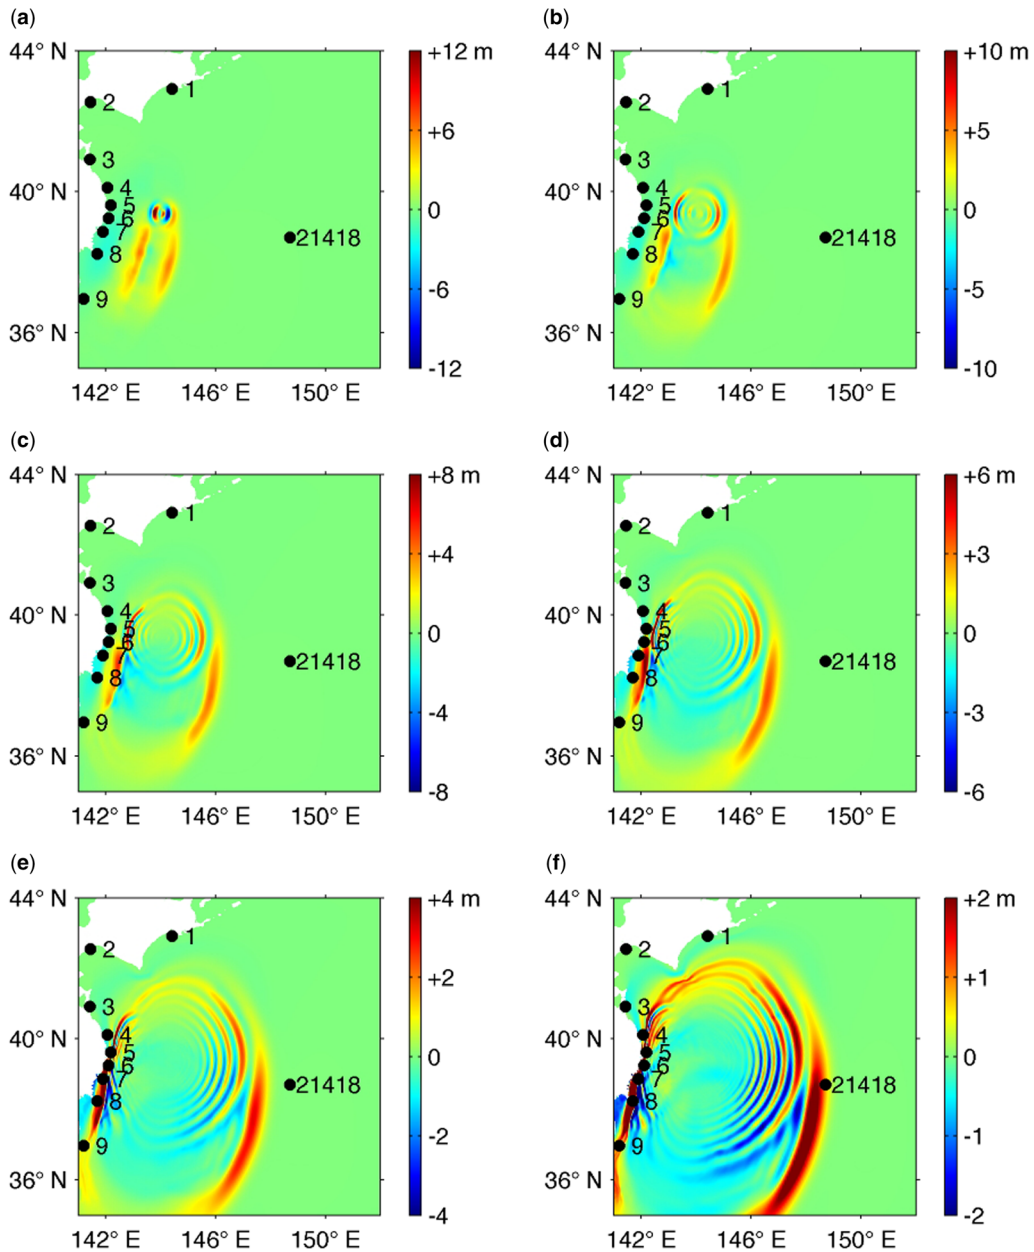 (a)
44° N
40° N
36° N
142° E
146° E
150° E
1
2
3
4
5
6
7
8
9
21418
+12 m
+6
0
-6
-12
(b)
44° N
40° N
36° N
142° E
146° E
150° E
1
2
3
4
5
6
7
8
9
21418
+10 m
+5
0
-5
-10
(c)
44° N
40° N
36° N
142° E
146° E
150° E
1
2
3
4
5
6
7
8
9
21418
+8 m
+4
0
-4
-8
(d)
44° N
40° N
36° N
142° E
146° E
150° E
1
2
3
4
5
6
7
8
9
21418
+6 m
+3
0
-3
-6
(e)
44° N
40° N
36° N
142° E
146° E
150° E
1
2
3
4
5
6
7
8
9
21418
+4 m
+2
0
-2
-4
(f)
44° N
40° N
36° N
142° E
146° E
150° E
1
2
3
4
5
6
7
8
9
21418
+2 m
+1
0
-1
-2